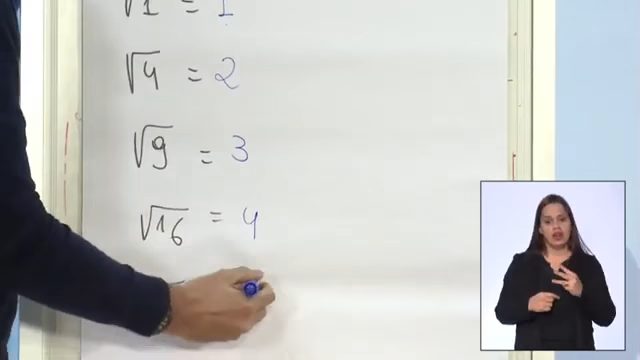 √1 = 1
√4 = 2
√9 = 3
√16 = 4